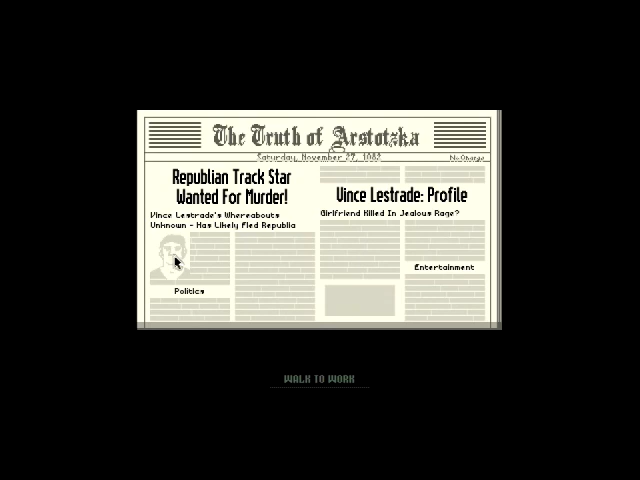 The Truth of Arstotzka
Saturday, November 27, 1982
No Charge
Republian Track Star
Wanted For Murder!
Vince Lestrade's Whereabouts
Unknown - Has Likely Fled Republia
Politics
Vince Lestrade: Profile
Girlfriend Killed In Jealous Rage?
Entertainment
WALK TO WORK